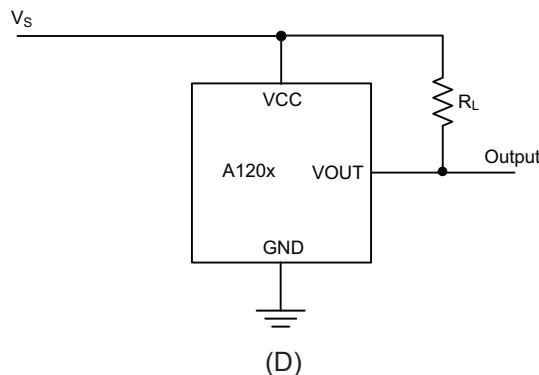 VS
VCC
RL
A120x
VOUT
Output
GND
(D)